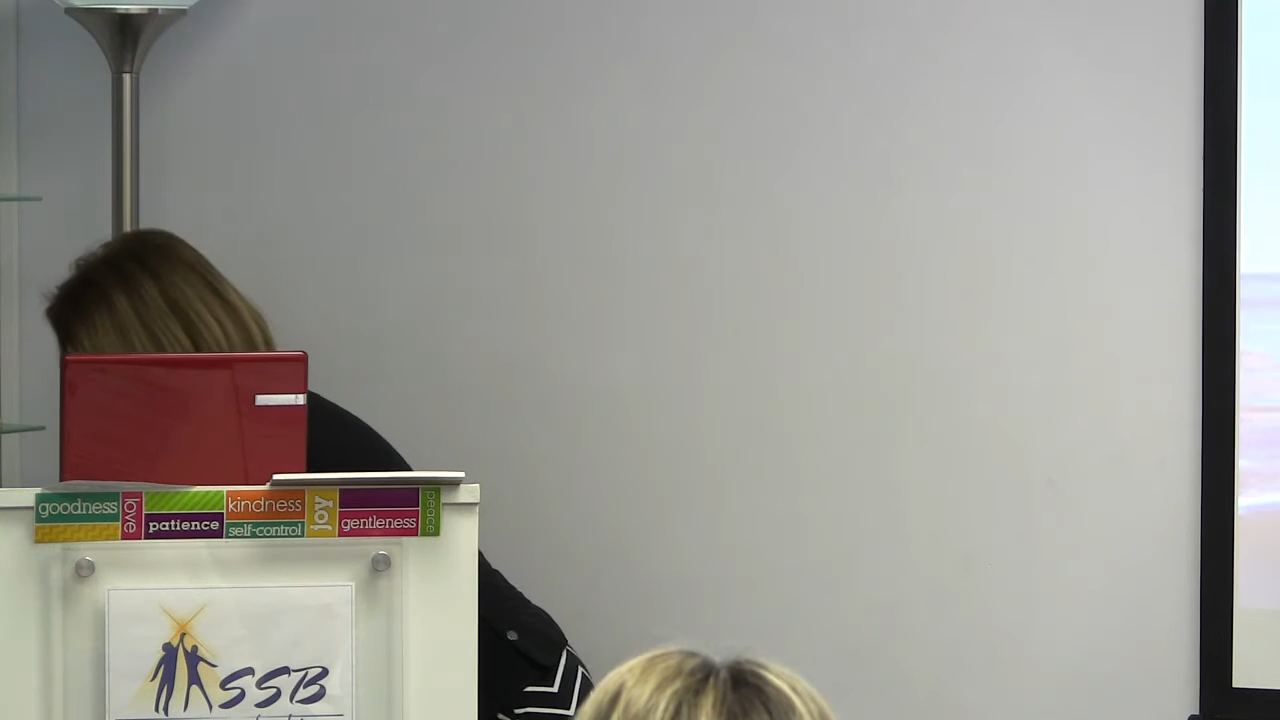 goodness
love
patience
kindness
self-control
joy
gentleness
peace
SSB